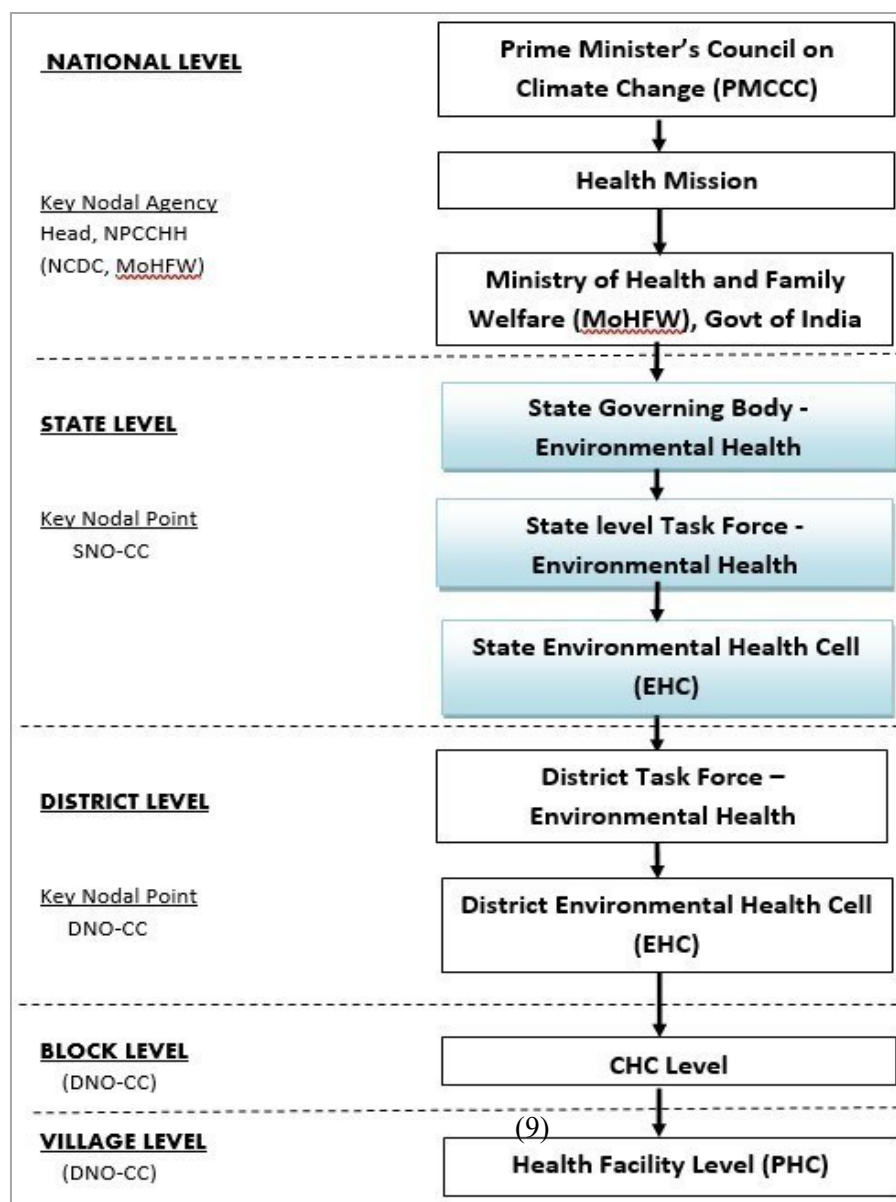 NATIONAL LEVEL
Prime Minister's Council on
Climate Change (PMCCC)
Health Mission
Key Nodal Agency
Head, NPCCHH
(NCDC, MoHFW)
Ministry of Health and Family
Welfare (MoHFW), Govt of India
STATE LEVEL
State Governing Body -
Environmental Health
Key Nodal Point
SNO-CC
State level Task Force -
Environmental Health
State Environmental Health Cell
(EHC)
DISTRICT LEVEL
District Task Force –
Environmental Health
Key Nodal Point
DNO-CC
District Environmental Health Cell
(EHC)
BLOCK LEVEL
(DNO-CC)
CHC Level
VILLAGE LEVEL
(DNO-CC)
(9)
Health Facility Level (PHC)